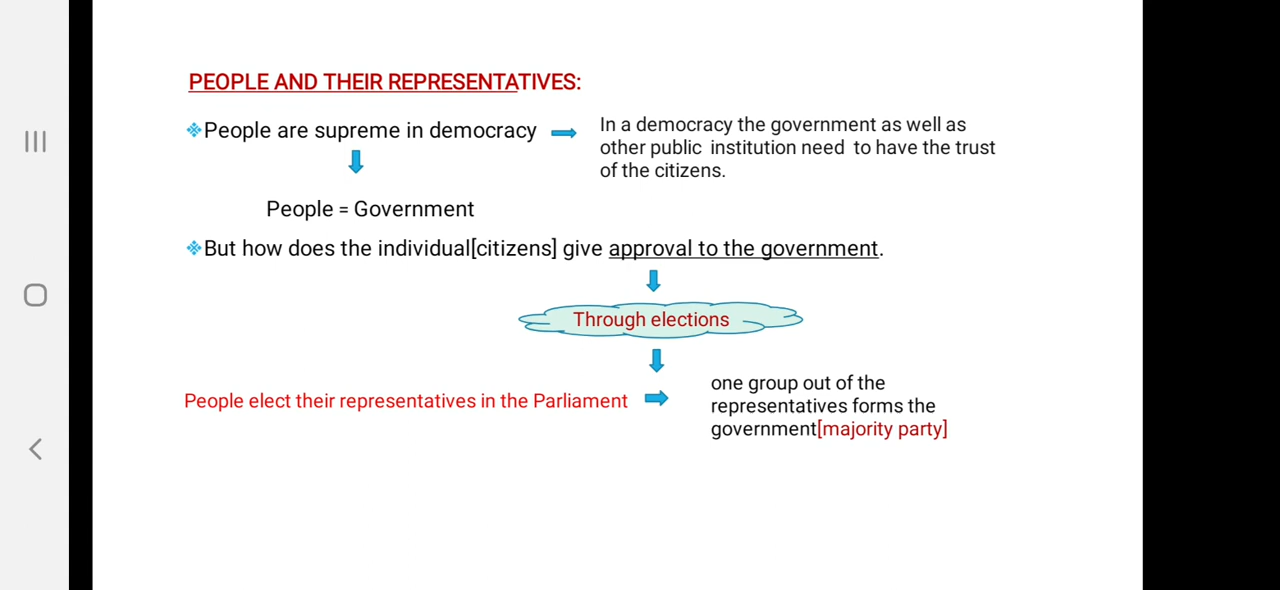 PEOPLE AND THEIR REPRESENTATIVES:
People are supreme in democracy
In a democracy the government as well as
other public institution need to have the trust
of the citizens.
People = Government
But how does the individual[citizens] give approval to the government.
Through elections
People elect their representatives in the Parliament
one group out of the
representatives forms the
government[majority party]